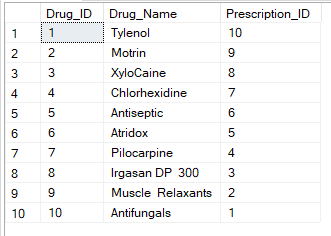 Drug_ID Drug_Name Prescription_ID
1 1 Tylenol 10
2 2 Motrin 9
3 3 XyloCaine 8
4 4 Chlorhexidine 7
5 5 Antiseptic 6
6 6 Atridox 5
7 7 Pilocarpine 4
8 8 Irgasan DP 300 3
9 9 Muscle Relaxants 2
10 10 Antifungals 1